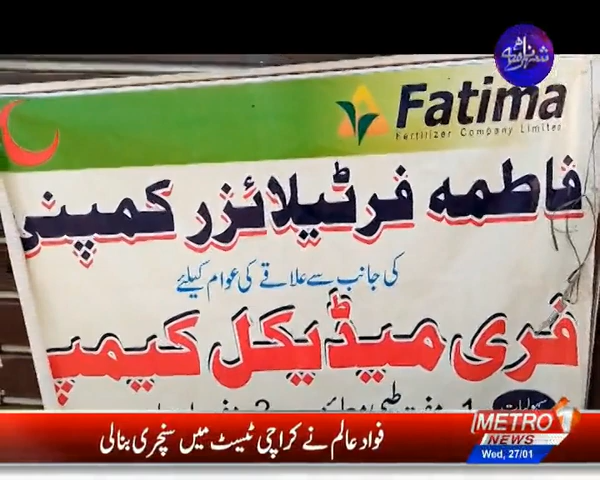 Fatima
Fertilizer Company Limited
فاطمہ فرٹیلائزر کمپنی
کی جانب سے علاقے کی عوام کیلئے
فری میڈیکل کیمپ
سہولیات
فواد عالم نے کراچی ٹیسٹ میں سنچری بنالی
METRO 1
NEWS
Wed, 27/01